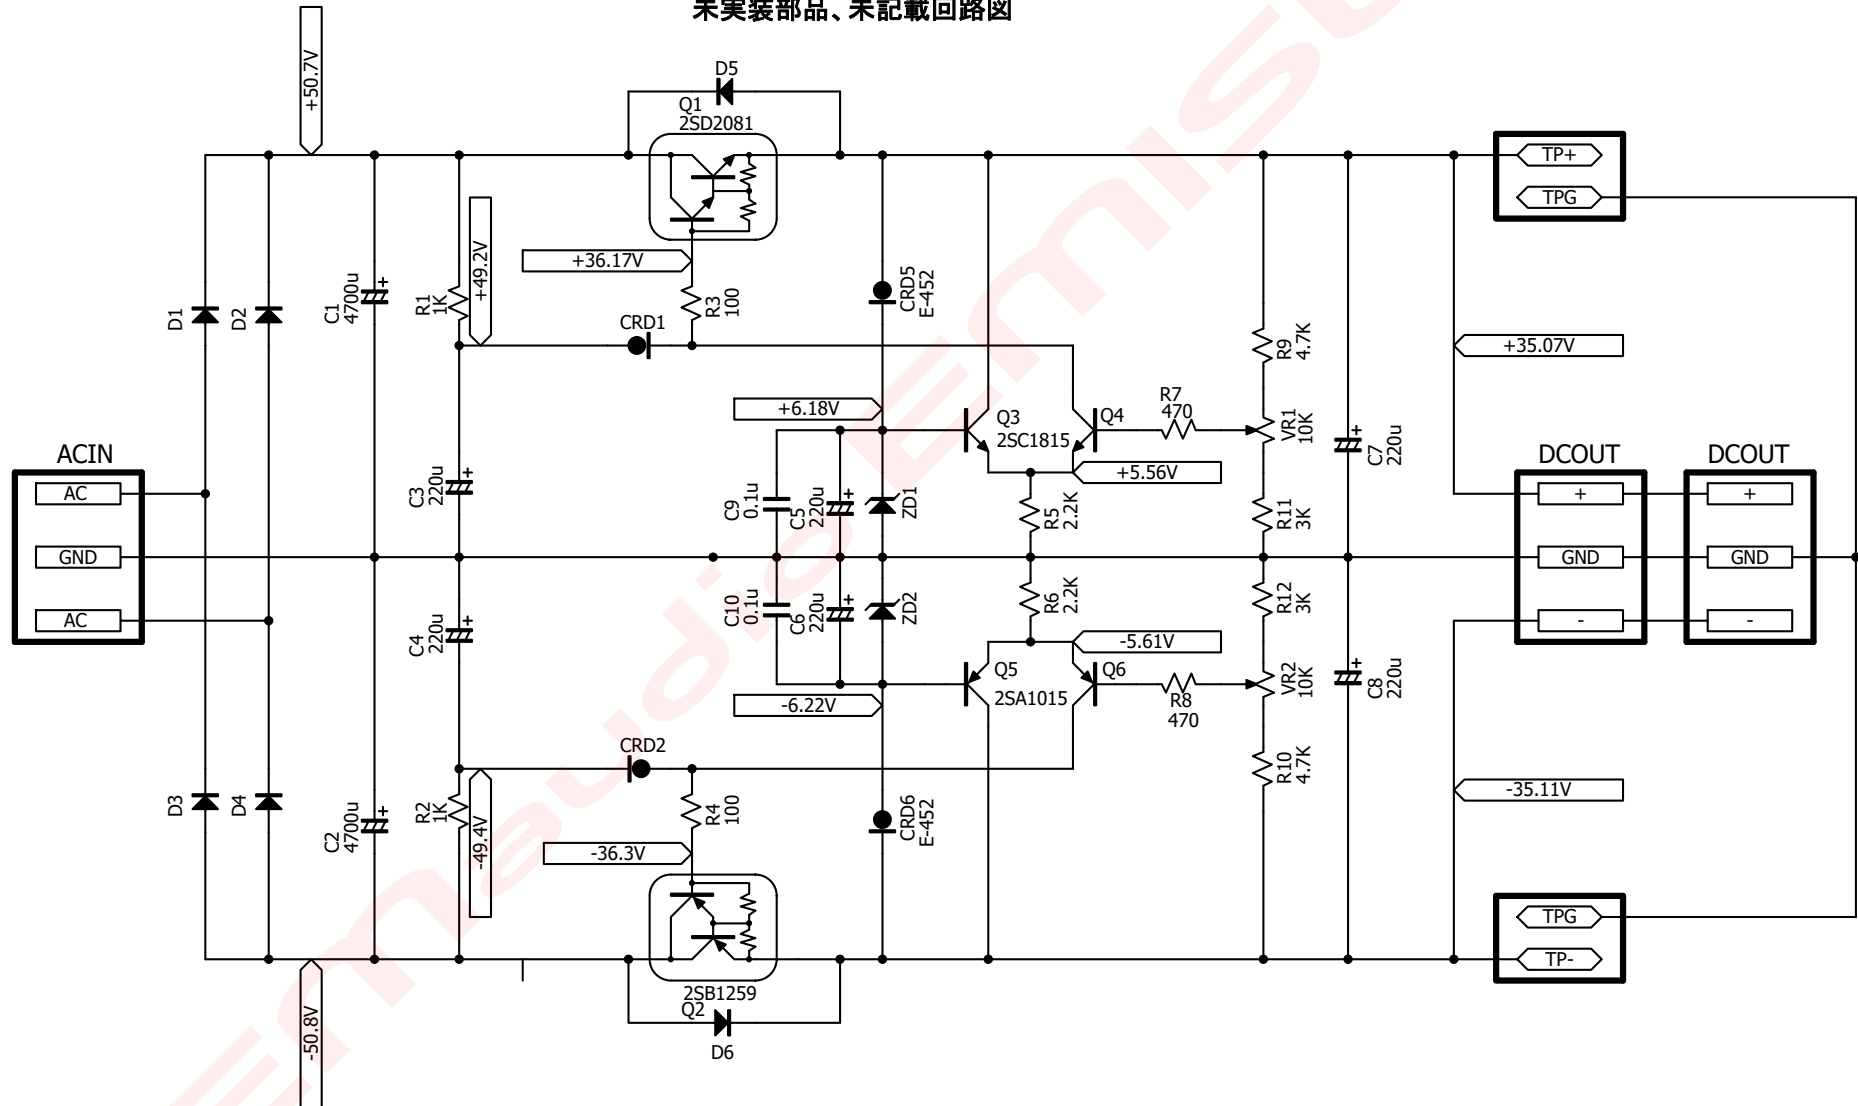 未実装部品、未記載回路図
+50.7V
D5
Q1
2SD2081
TP+
TPG
+49.2V
+36.17V
CRD5
E-452
D1
D2
C1
4700u
R1
1K
R3
100
CRD1
R9
4.7K
+35.07V
+6.18V
Q3
2SC1815
Q4
R7
470
VR1
10K
C7
220u
ACIN
DCOUT
DCOUT
AC
C3
220u
+5.56V
C9
0.1u
C5
220u
ZD1
R5
2.2K
R11
3K
+
+
GND
GND
GND
AC
C4
220u
C10
0.1u
C6
220u
ZD2
R6
2.2K
R12
3K
-
-
-5.61V
Q5
2SA1015
Q6
R8
470
VR2
10K
C8
220u
-6.22V
CRD2
R10
4.7K
D3
D4
C2
4700u
R2
1K
-49.4V
R4
100
CRD6
E-452
-35.11V
-36.3V
TPG
TP-
2SB1259
Q2
D6
-50.8V
EMaudio Emisu